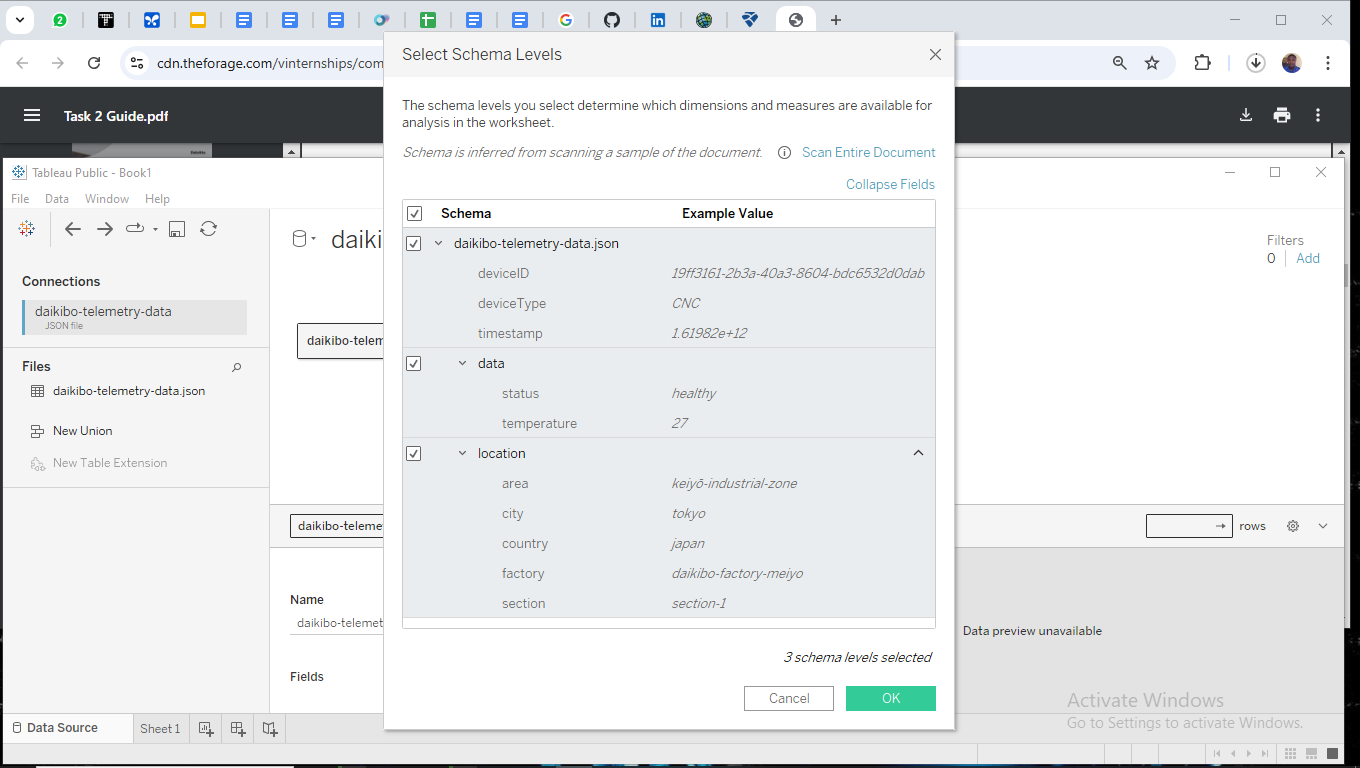 2
cdn.theforage.com/vinternships/com
Task 2 Guide.pdf
Tableau Public - Book1
File Data Window Help
Connections
daikibo-telemetry-data
JSON file
Files
daikibo-telemetry-data.json
New Union
New Table Extension
daikib
Filters
0 Add
daikibo-telem
daikibo-teleme
rows
Name
daikibo-telemet
Fields
Data preview unavailable
Select Schema Levels
The schema levels you select determine which dimensions and measures are available for
analysis in the worksheet.
Schema is inferred from scanning a sample of the document. Scan Entire Document
Collapse Fields
Schema Example Value
daikibo-telemetry-data.json
deviceID 19ff3161-2b3a-40a3-8604-bdc6532d0dab
deviceType CNC
timestamp 1.61982e+12
data
status healthy
temperature 27
location
area keiyō-industrial-zone
city tokyo
country japan
factory daikibo-factory-meiyo
section section-1
3 schema levels selected
Cancel OK
Activate Windows
Go to Settings to activate Windows.
Data Source Sheet 1